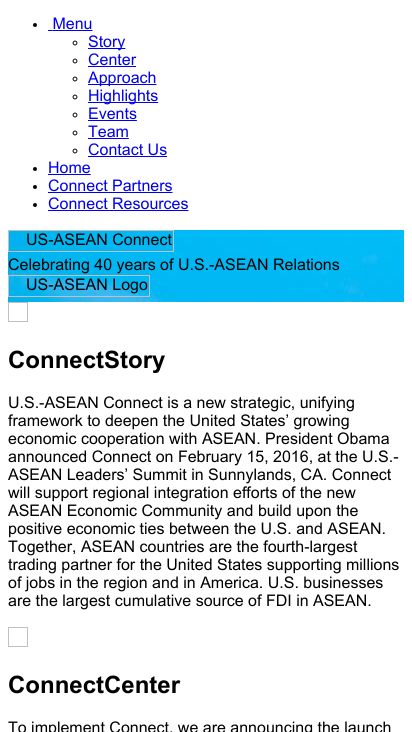 Menu
Story
Center
Approach
Highlights
Events
Team
Contact Us
Home
Connect Partners
Connect Resources
US-ASEAN Connect
Celebrating 40 years of U.S.-ASEAN Relations
US-ASEAN Logo
ConnectStory
U.S.-ASEAN Connect is a new strategic, unifying
framework to deepen the United States’ growing
economic cooperation with ASEAN. President Obama
announced Connect on February 15, 2016, at the U.S.-
ASEAN Leaders’ Summit in Sunnylands, CA. Connect
will support regional integration efforts of the new
ASEAN Economic Community and build upon the
positive economic ties between the U.S. and ASEAN.
Together, ASEAN countries are the fourth-largest
trading partner for the United States supporting millions
of jobs in the region and in America. U.S. businesses
are the largest cumulative source of FDI in ASEAN.
ConnectCenter
To implement Connect, we are announcing the launch